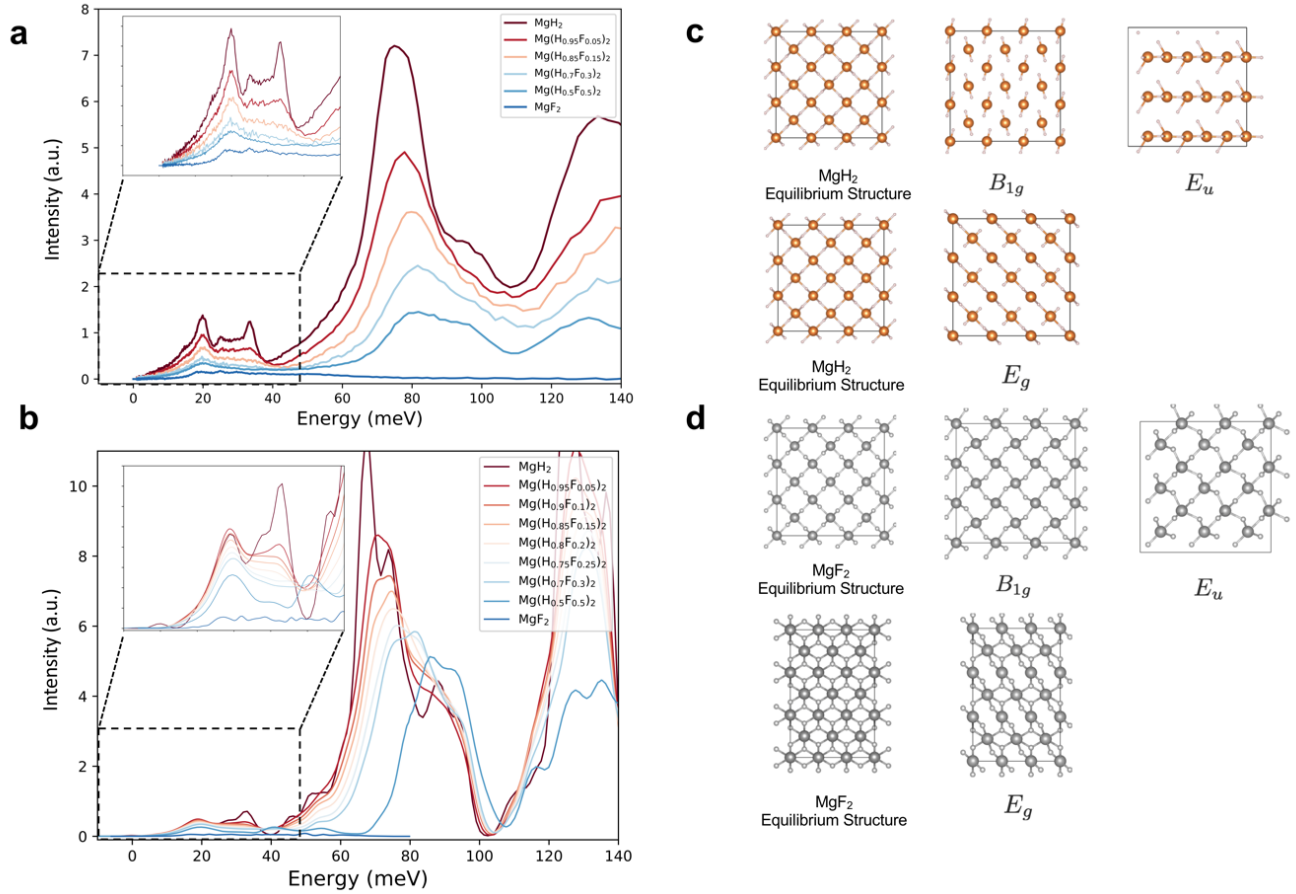 a
8
7
6
5
4
3
2
1
0
Intensity (a.u.)
MgH₂
Mg(H₀.₉₅F₀.₀₅)₂
Mg(H₀.₈₅F₀.₁₅)₂
Mg(H₀.₇F₀.₃)₂
Mg(H₀.₅F₀.₅)₂
MgF₂
0 20 40 60 80 100 120 140
Energy (meV)
b
10
8
6
4
2
0
Intensity (a.u.)
MgH₂
Mg(H₀.₉₅F₀.₀₅)₂
Mg(H₀.₉F₀.₁)₂
Mg(H₀.₈₅F₀.₁₅)₂
Mg(H₀.₈F₀.₂)₂
Mg(H₀.₇₅F₀.₂₅)₂
Mg(H₀.₇F₀.₃)₂
Mg(H₀.₅F₀.₅)₂
MgF₂
0 20 40 60 80 100 120 140
Energy (meV)
c
MgH₂
Equilibrium Structure
B₁g
Eᵤ
MgH₂
Equilibrium Structure
Eg
d
MgF₂
Equilibrium Structure
B₁g
Eᵤ
MgF₂
Equilibrium Structure
Eg